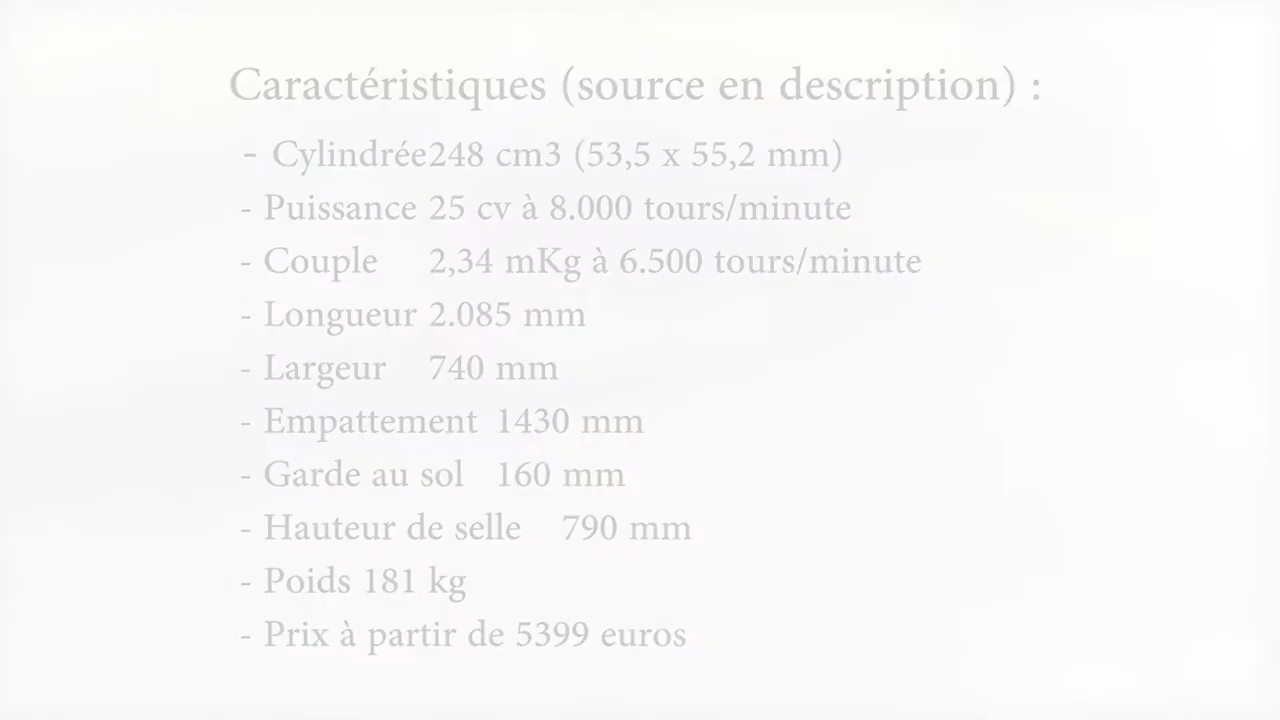 Caractéristiques (source en description) :
- Cylindrée248 cm3 (53,5 x 55,2 mm)
- Puissance 25 cv à 8.000 tours/minute
- Couple 2,34 mKg à 6.500 tours/minute
- Longueur 2.085 mm
- Largeur 740 mm
- Empattement 1430 mm
- Garde au sol 160 mm
- Hauteur de selle 790 mm
- Poids 181 kg
- Prix à partir de 5399 euros